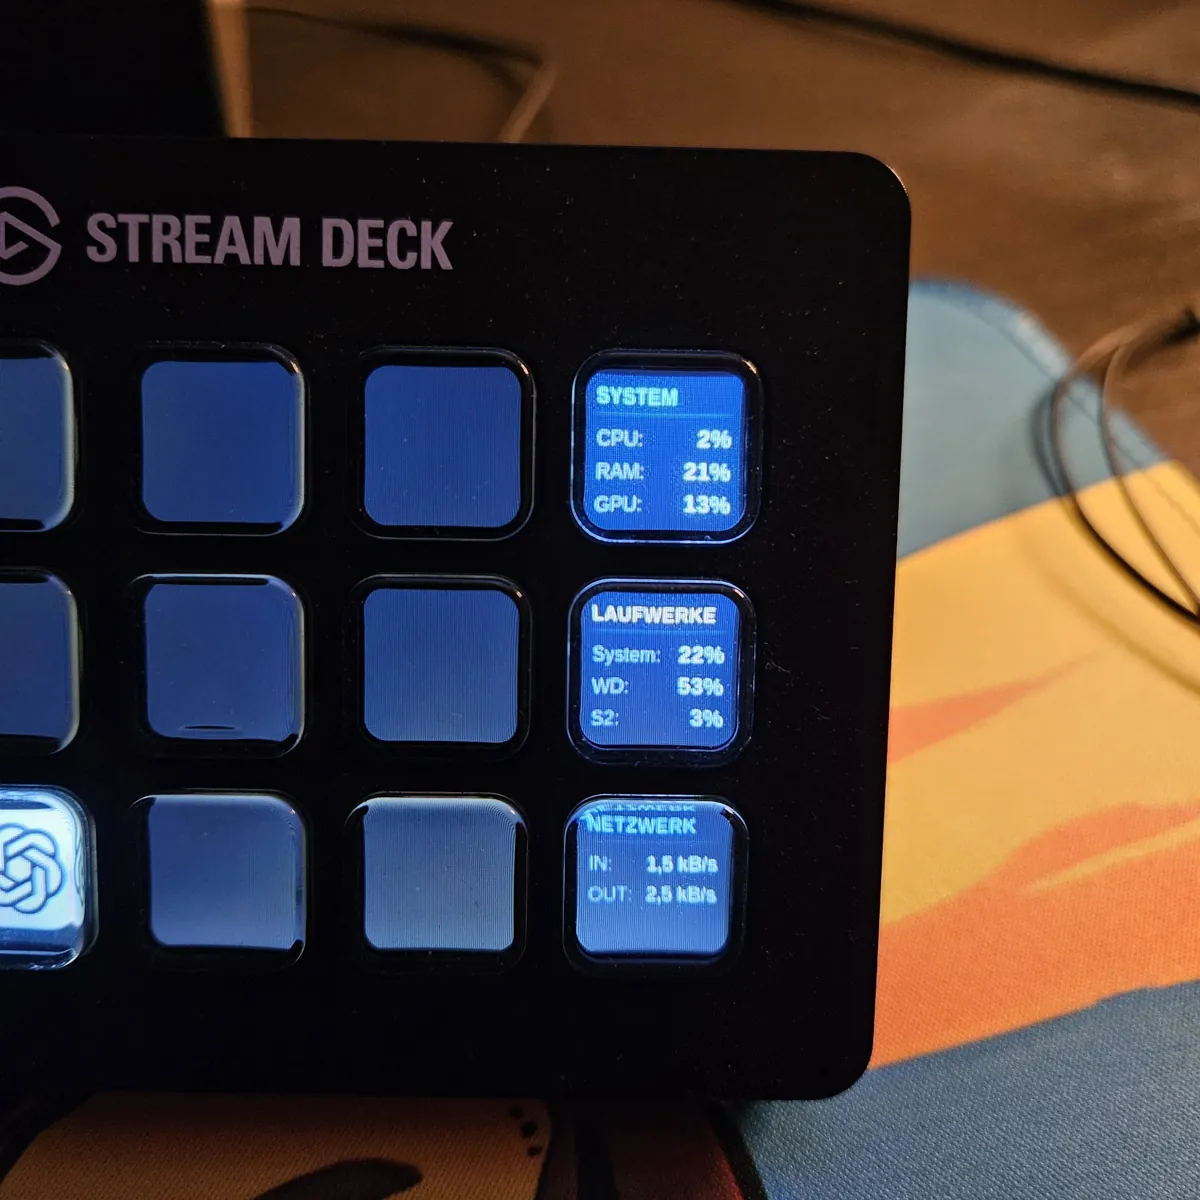 STREAM DECK
SYSTEM
CPU: 2%
RAM: 21%
GPU: 13%
LAUFWERKE
System: 22%
WD: 53%
S2: 3%
NETZWERK
IN: 1,5 kB/s
OUT: 2,5 kB/s